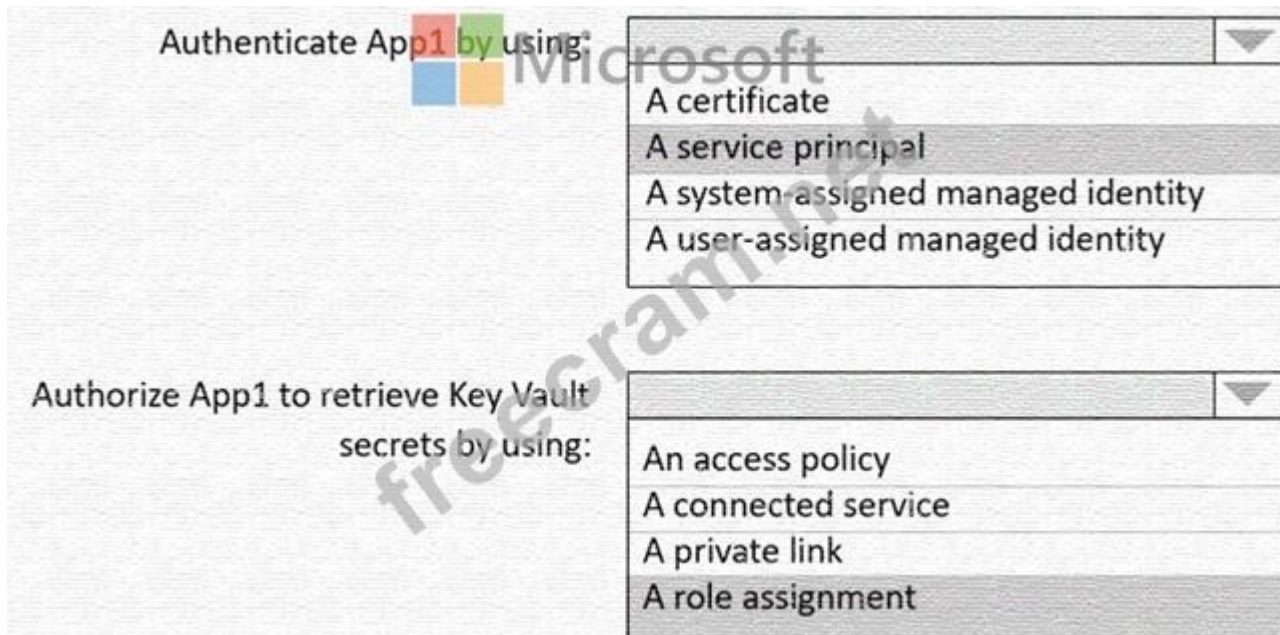 Authenticate App1 by using:
Microsoft
A certificate
A service principal
A system-assigned managed identity
A user-assigned managed identity
freecram.net
Authorize App1 to retrieve Key Vault
secrets by using:
An access policy
A connected service
A private link
A role assignment